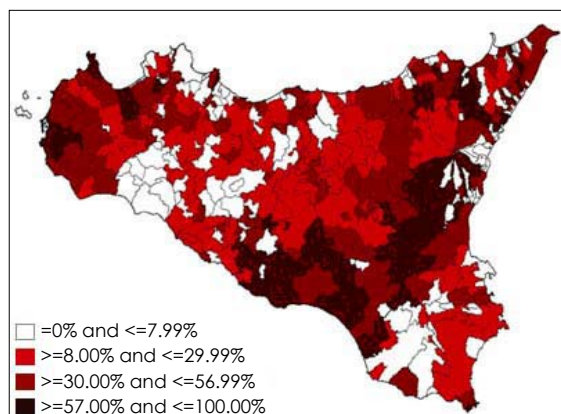 =0% and <=7.99%
>=8.00% and <=29.99%
>=30.00% and <=56.99%
>=57.00% and <=100.00%